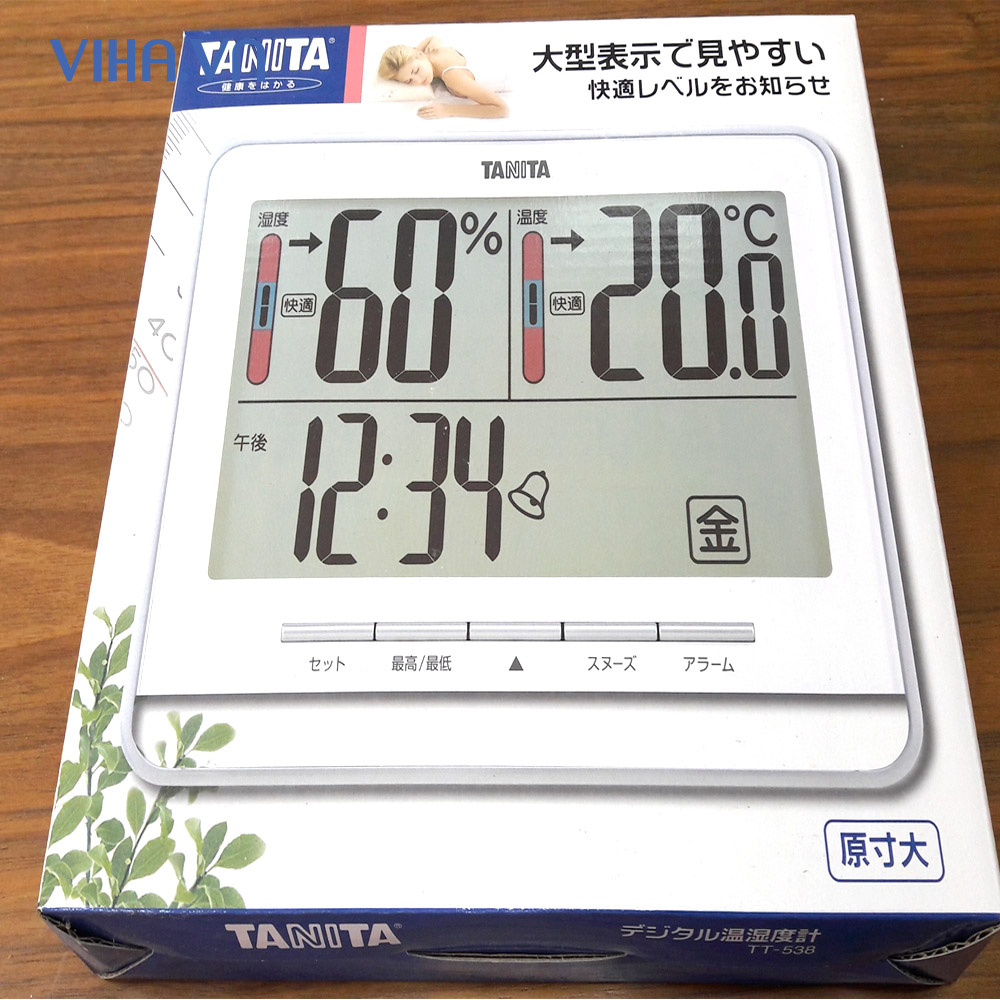 VIHA
TANITA®
健康をはかる
大型表示で見やすい
快適レベルをお知らせ
TANITA
湿度
60%
快適
温度
20.0℃
快適
午後
12:34
金
セット 最高/最低 ▲ スヌーズ アラーム
40
50
原寸大
TANITA®
デジタル温湿度計
TT-538